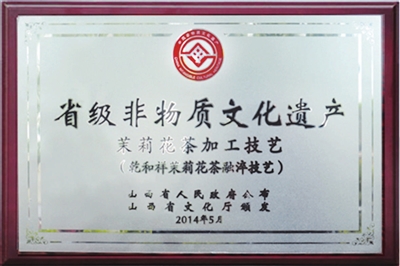 省级非物质文化遗产
茉莉花茶加工技艺
（乾和祥茉莉花茶融淬技艺）
山西省人民政府公布
山西省文化厅颁发
2014年5月